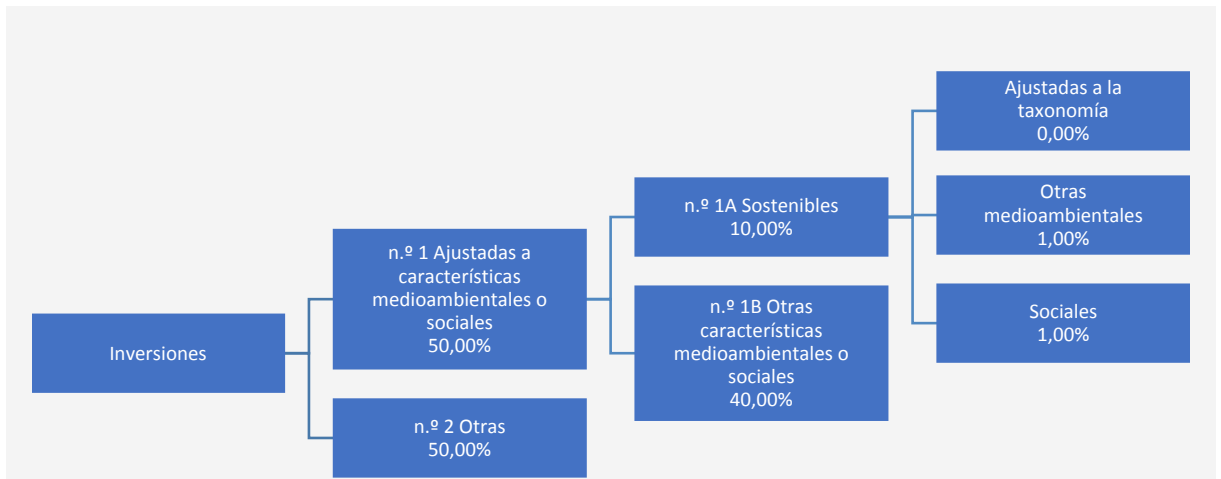 Inversiones
n.º 1 Ajustadas a
características
medioambientales o
sociales
50,00%
n.º 2 Otras
50,00%
n.º 1A Sostenibles
10,00%
n.º 1B Otras
características
medioambientales o
sociales
40,00%
Ajustadas a la
taxonomía
0,00%
Otras
medioambientales
1,00%
Sociales
1,00%